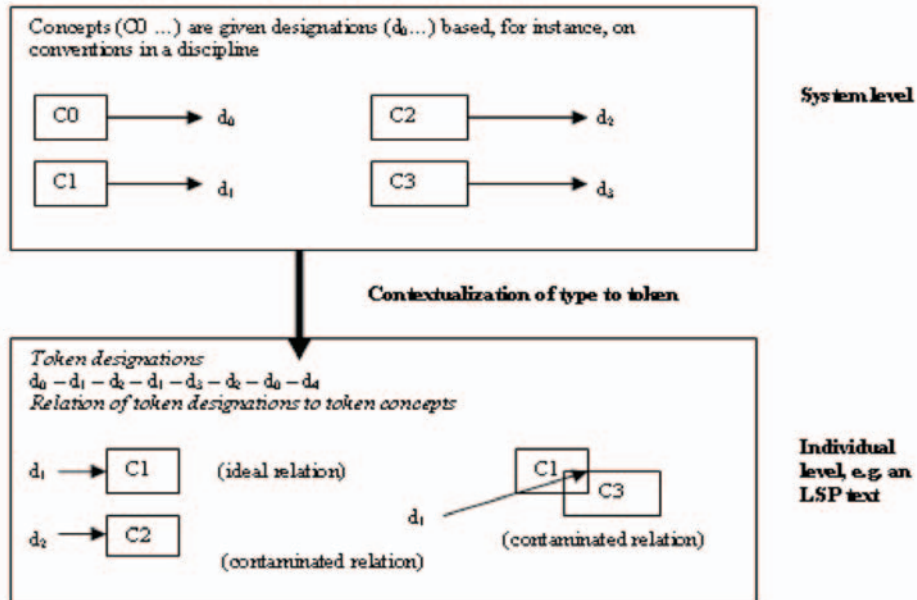 Concepts (C0 ...) are given designations (d₀...) based, for instance, on
conventions in a discipline
C0
d₀
C2
d₂
C1
d₁
C3
d₃
System level
Contextualization of type to token
Token designations
d₀ – d₁ – d₂ – d₁ – d₃ – d₂ – d₀ – d₄
Relation of token designations to token concepts
d₁
C1
(ideal relation)
d₂
C2
(contaminated relation)
C1
C3
d₁
(contaminated relation)
Individual
level, e.g. an
LSP text